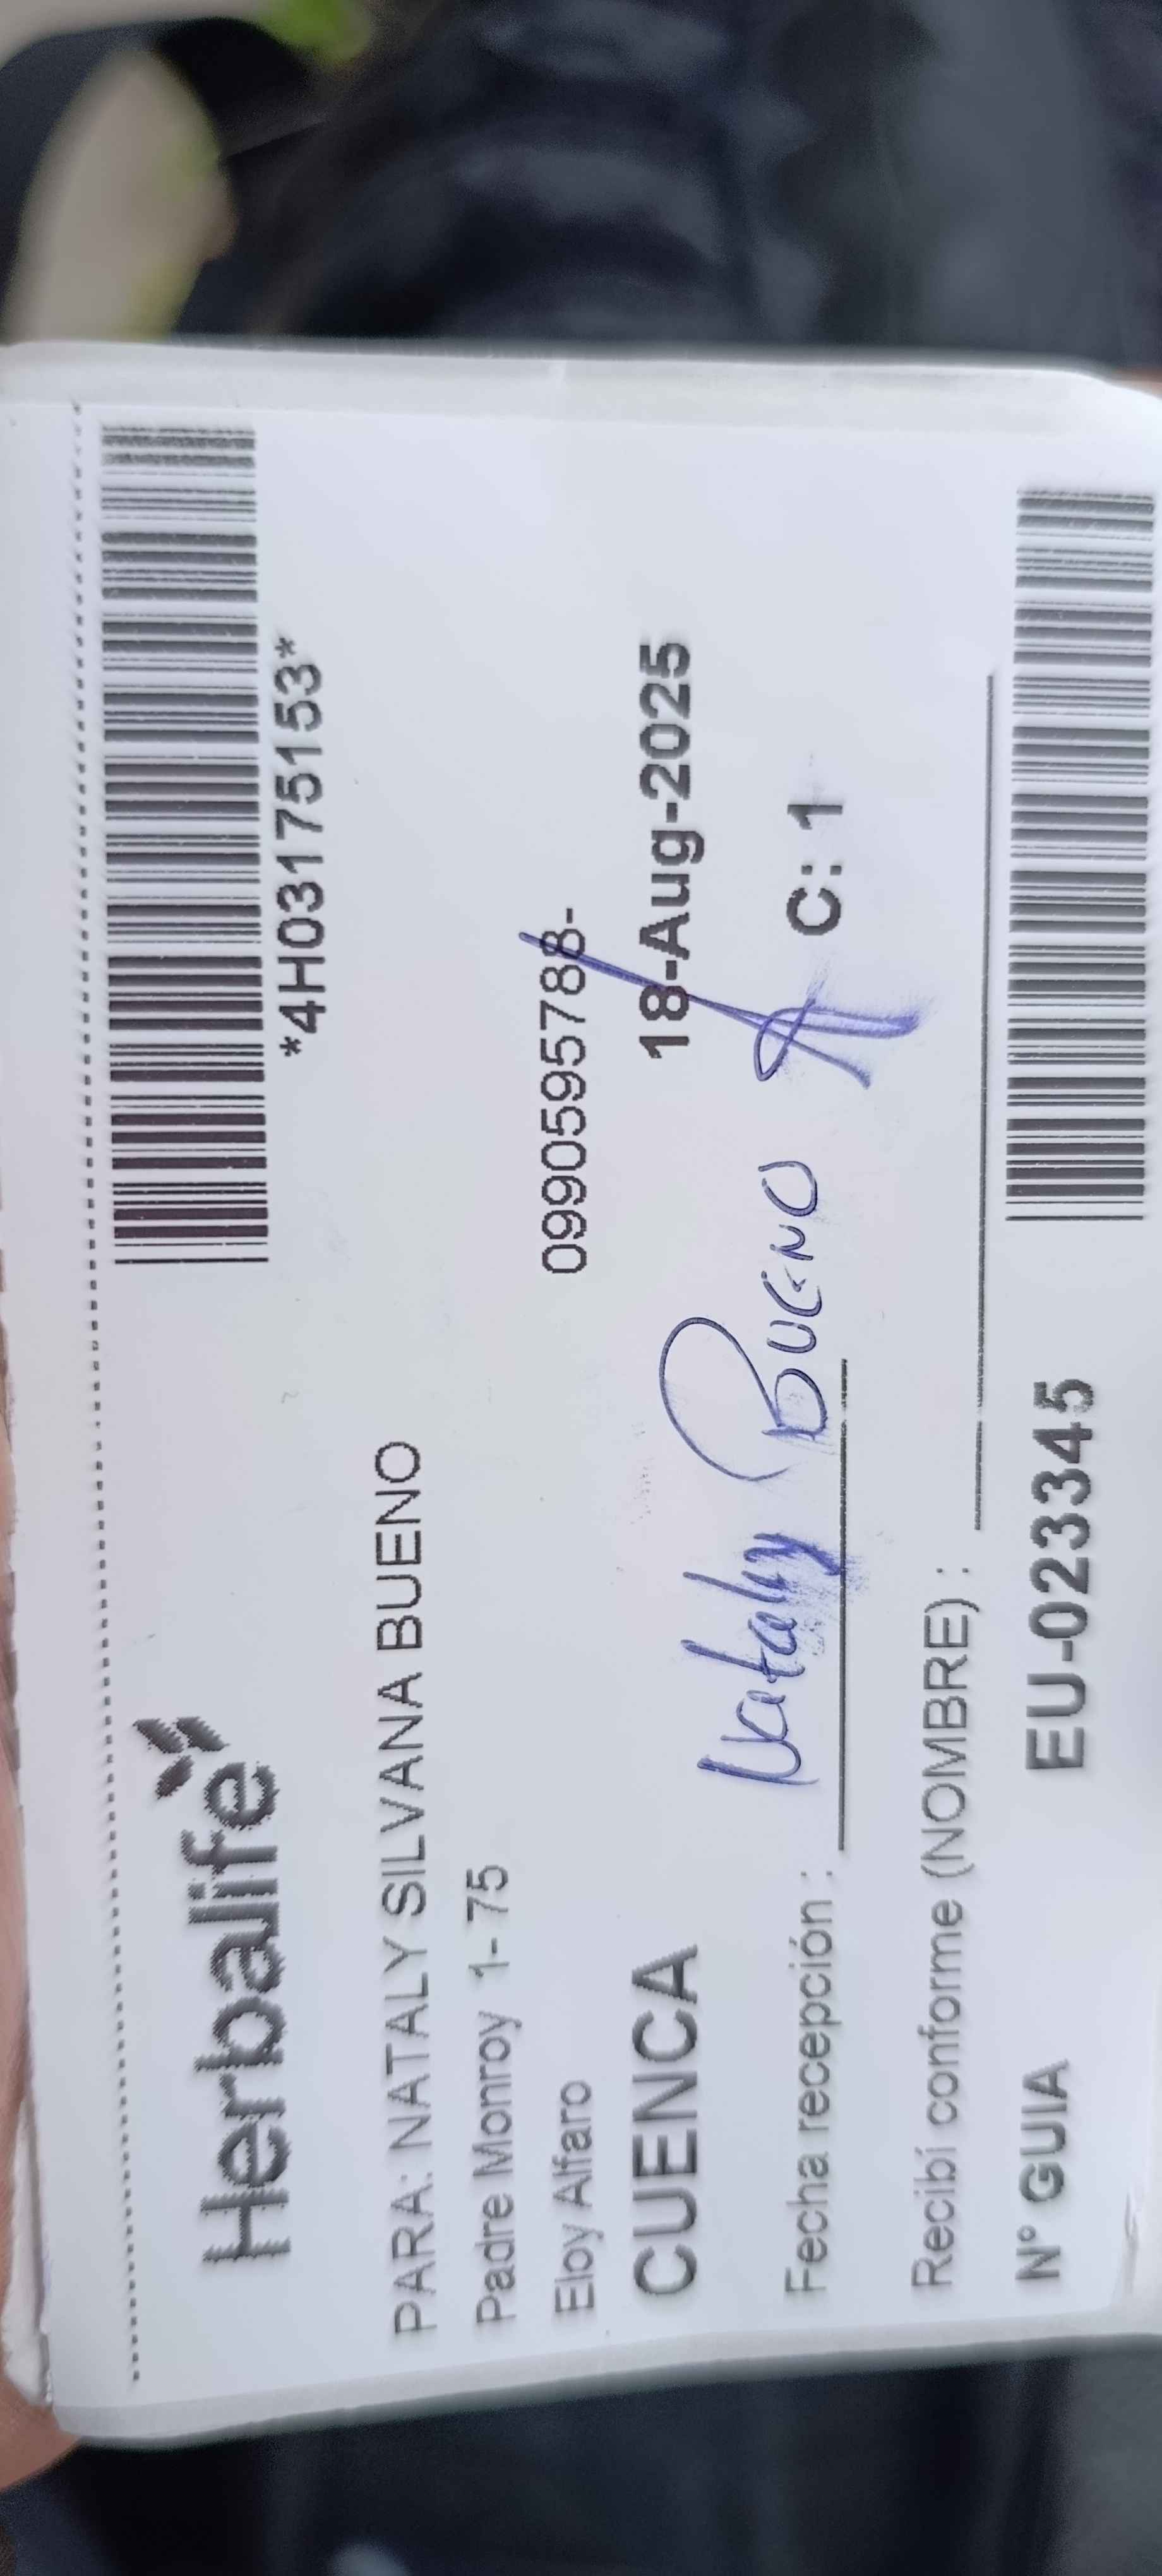 Herbalife
*4H03175153*
PARA: NATALY SILVANA BUENO
Padre Monroy 1-75
Eloy Alfaro
0990595788-
CUENCA
18-Aug-2025
Fecha recepción :
Nataly Bueno
C: 1
Recibí conforme (NOMBRE) :
N° GUIA
EU-023345